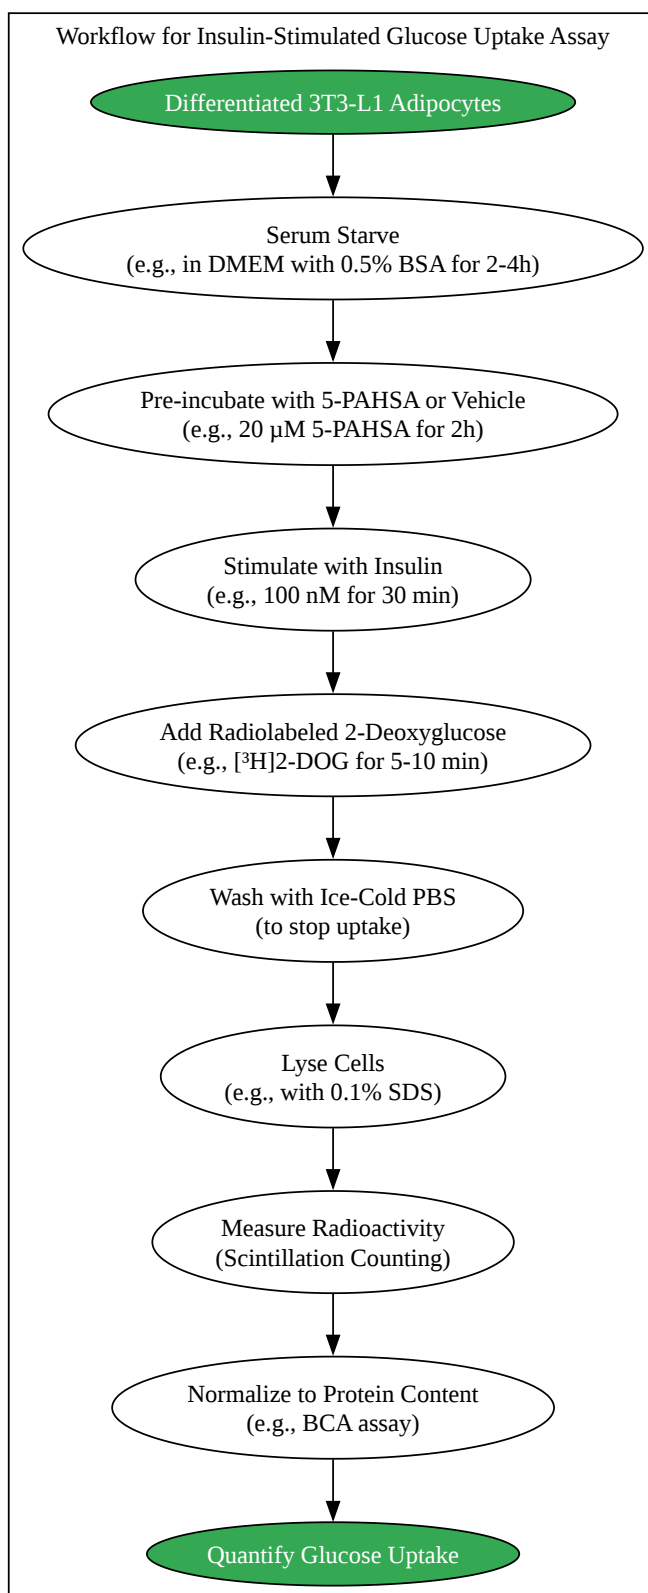 Workflow for Insulin-Stimulated Glucose Uptake Assay
Differentiated 3T3-L1 Adipocytes
Serum Starve
(e.g., in DMEM with 0.5% BSA for 2-4h)
Pre-incubate with 5-PAHSA or Vehicle
(e.g., 20 µM 5-PAHSA for 2h)
Stimulate with Insulin
(e.g., 100 nM for 30 min)
Add Radiolabeled 2-Deoxyglucose
(e.g., [³H]2-DOG for 5-10 min)
Wash with Ice-Cold PBS
(to stop uptake)
Lyse Cells
(e.g., with 0.1% SDS)
Measure Radioactivity
(Scintillation Counting)
Normalize to Protein Content
(e.g., BCA assay)
Quantify Glucose Uptake